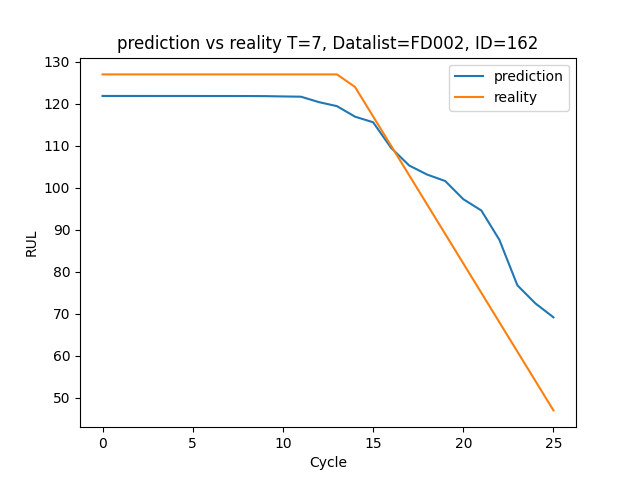 prediction vs reality T=7, Datalist=FD002, ID=162
130
120
110
100
90
80
70
60
50
RUL
prediction
reality
0 5 10 15 20 25
Cycle